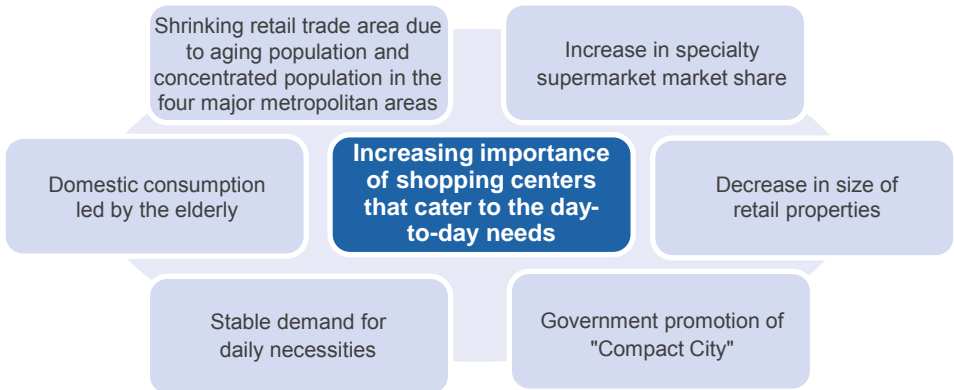 Shrinking retail trade area due
to aging population and
concentrated population in the
four major metropolitan areas
Increase in specialty
supermarket market share
Domestic consumption
led by the elderly
Increasing importance
of shopping centers
that cater to the day-
to-day needs
Decrease in size of
retail properties
Stable demand for
daily necessities
Government promotion of
"Compact City"